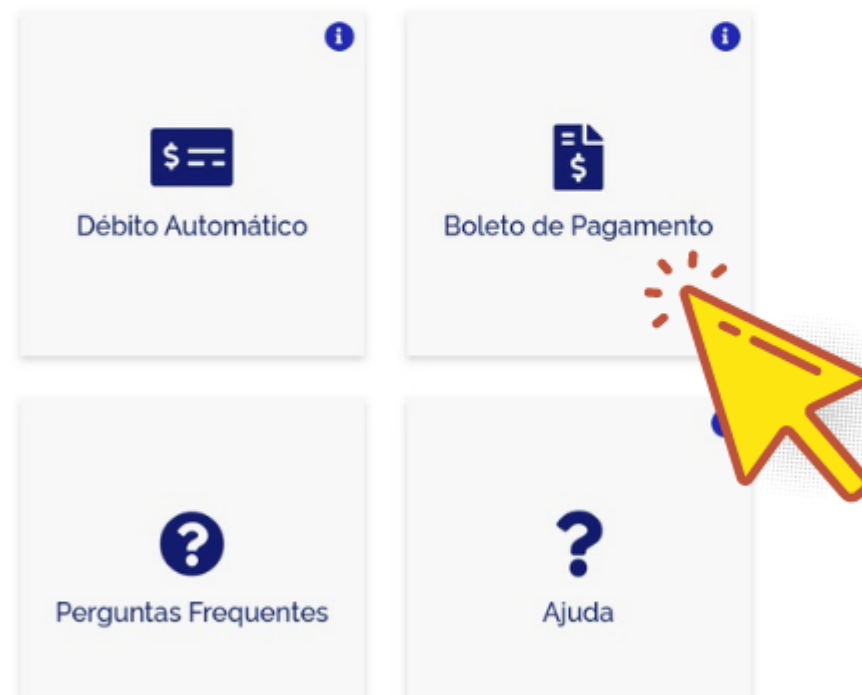 Débito Automático
Boleto de Pagamento
Perguntas Frequentes
Ajuda